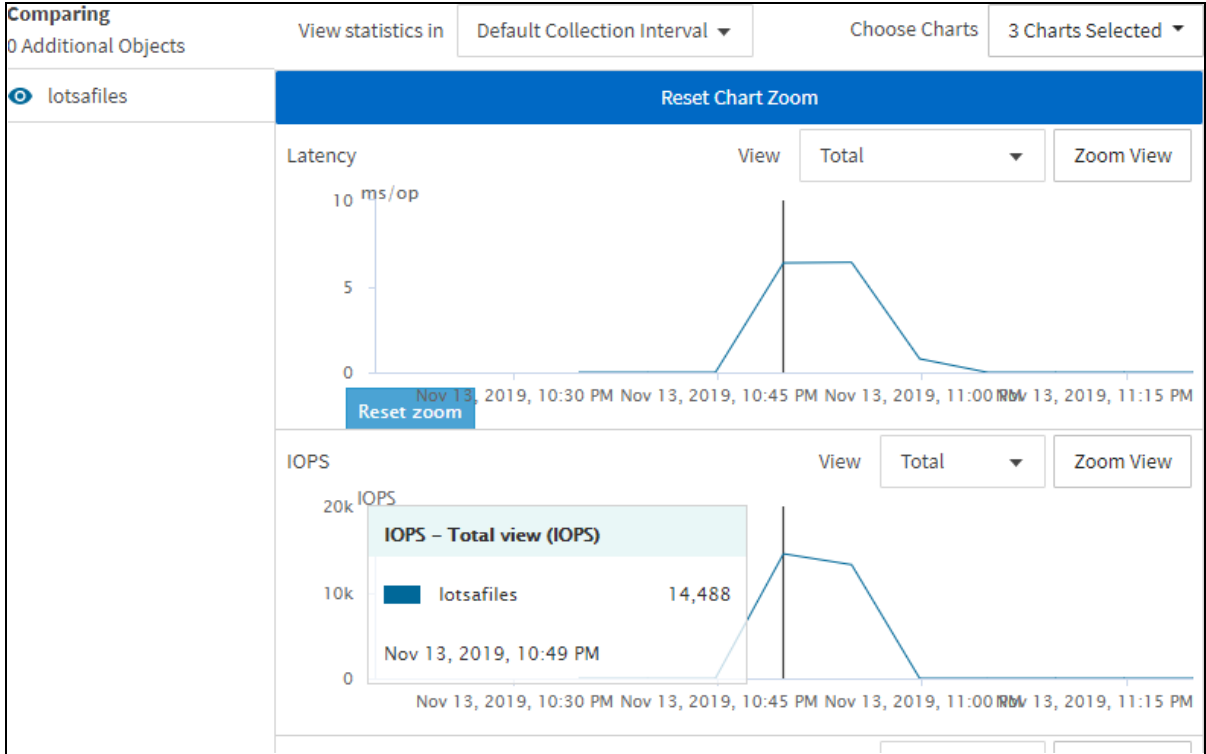 Comparing
0 Additional Objects
View statistics in Default Collection Interval Choose Charts 3 Charts Selected
lotsafiles
Reset Chart Zoom
Latency View Total Zoom View
10 ms/op
5
0
Nov 13, 2019, 10:30 PM Nov 13, 2019, 10:45 PM Nov 13, 2019, 11:00 PM Nov 13, 2019, 11:15 PM
Reset zoom
IOPS View Total Zoom View
20k IOPS
IOPS – Total view (IOPS)
10k
lotsafiles 14,488
Nov 13, 2019, 10:49 PM
0
Nov 13, 2019, 10:30 PM Nov 13, 2019, 10:45 PM Nov 13, 2019, 11:00 PM Nov 13, 2019, 11:15 PM